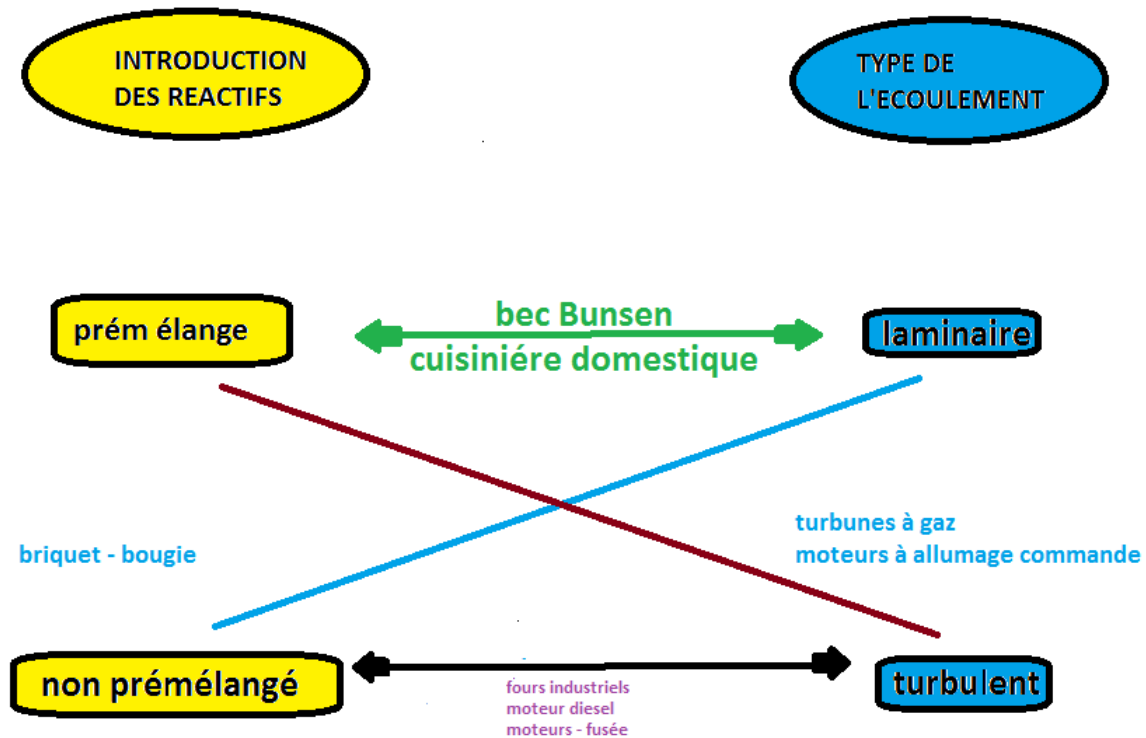 INTRODUCTION
DES REACTIFS
TYPE DE
L'ECOULEMENT
prém élange
bec Bunsen
cuisiniére domestique
laminaire
briquet - bougie
turbunes à gaz
moteurs à allumage commande
non prémélangé
fours industriels
moteur diesel
moteurs - fusée
turbulent